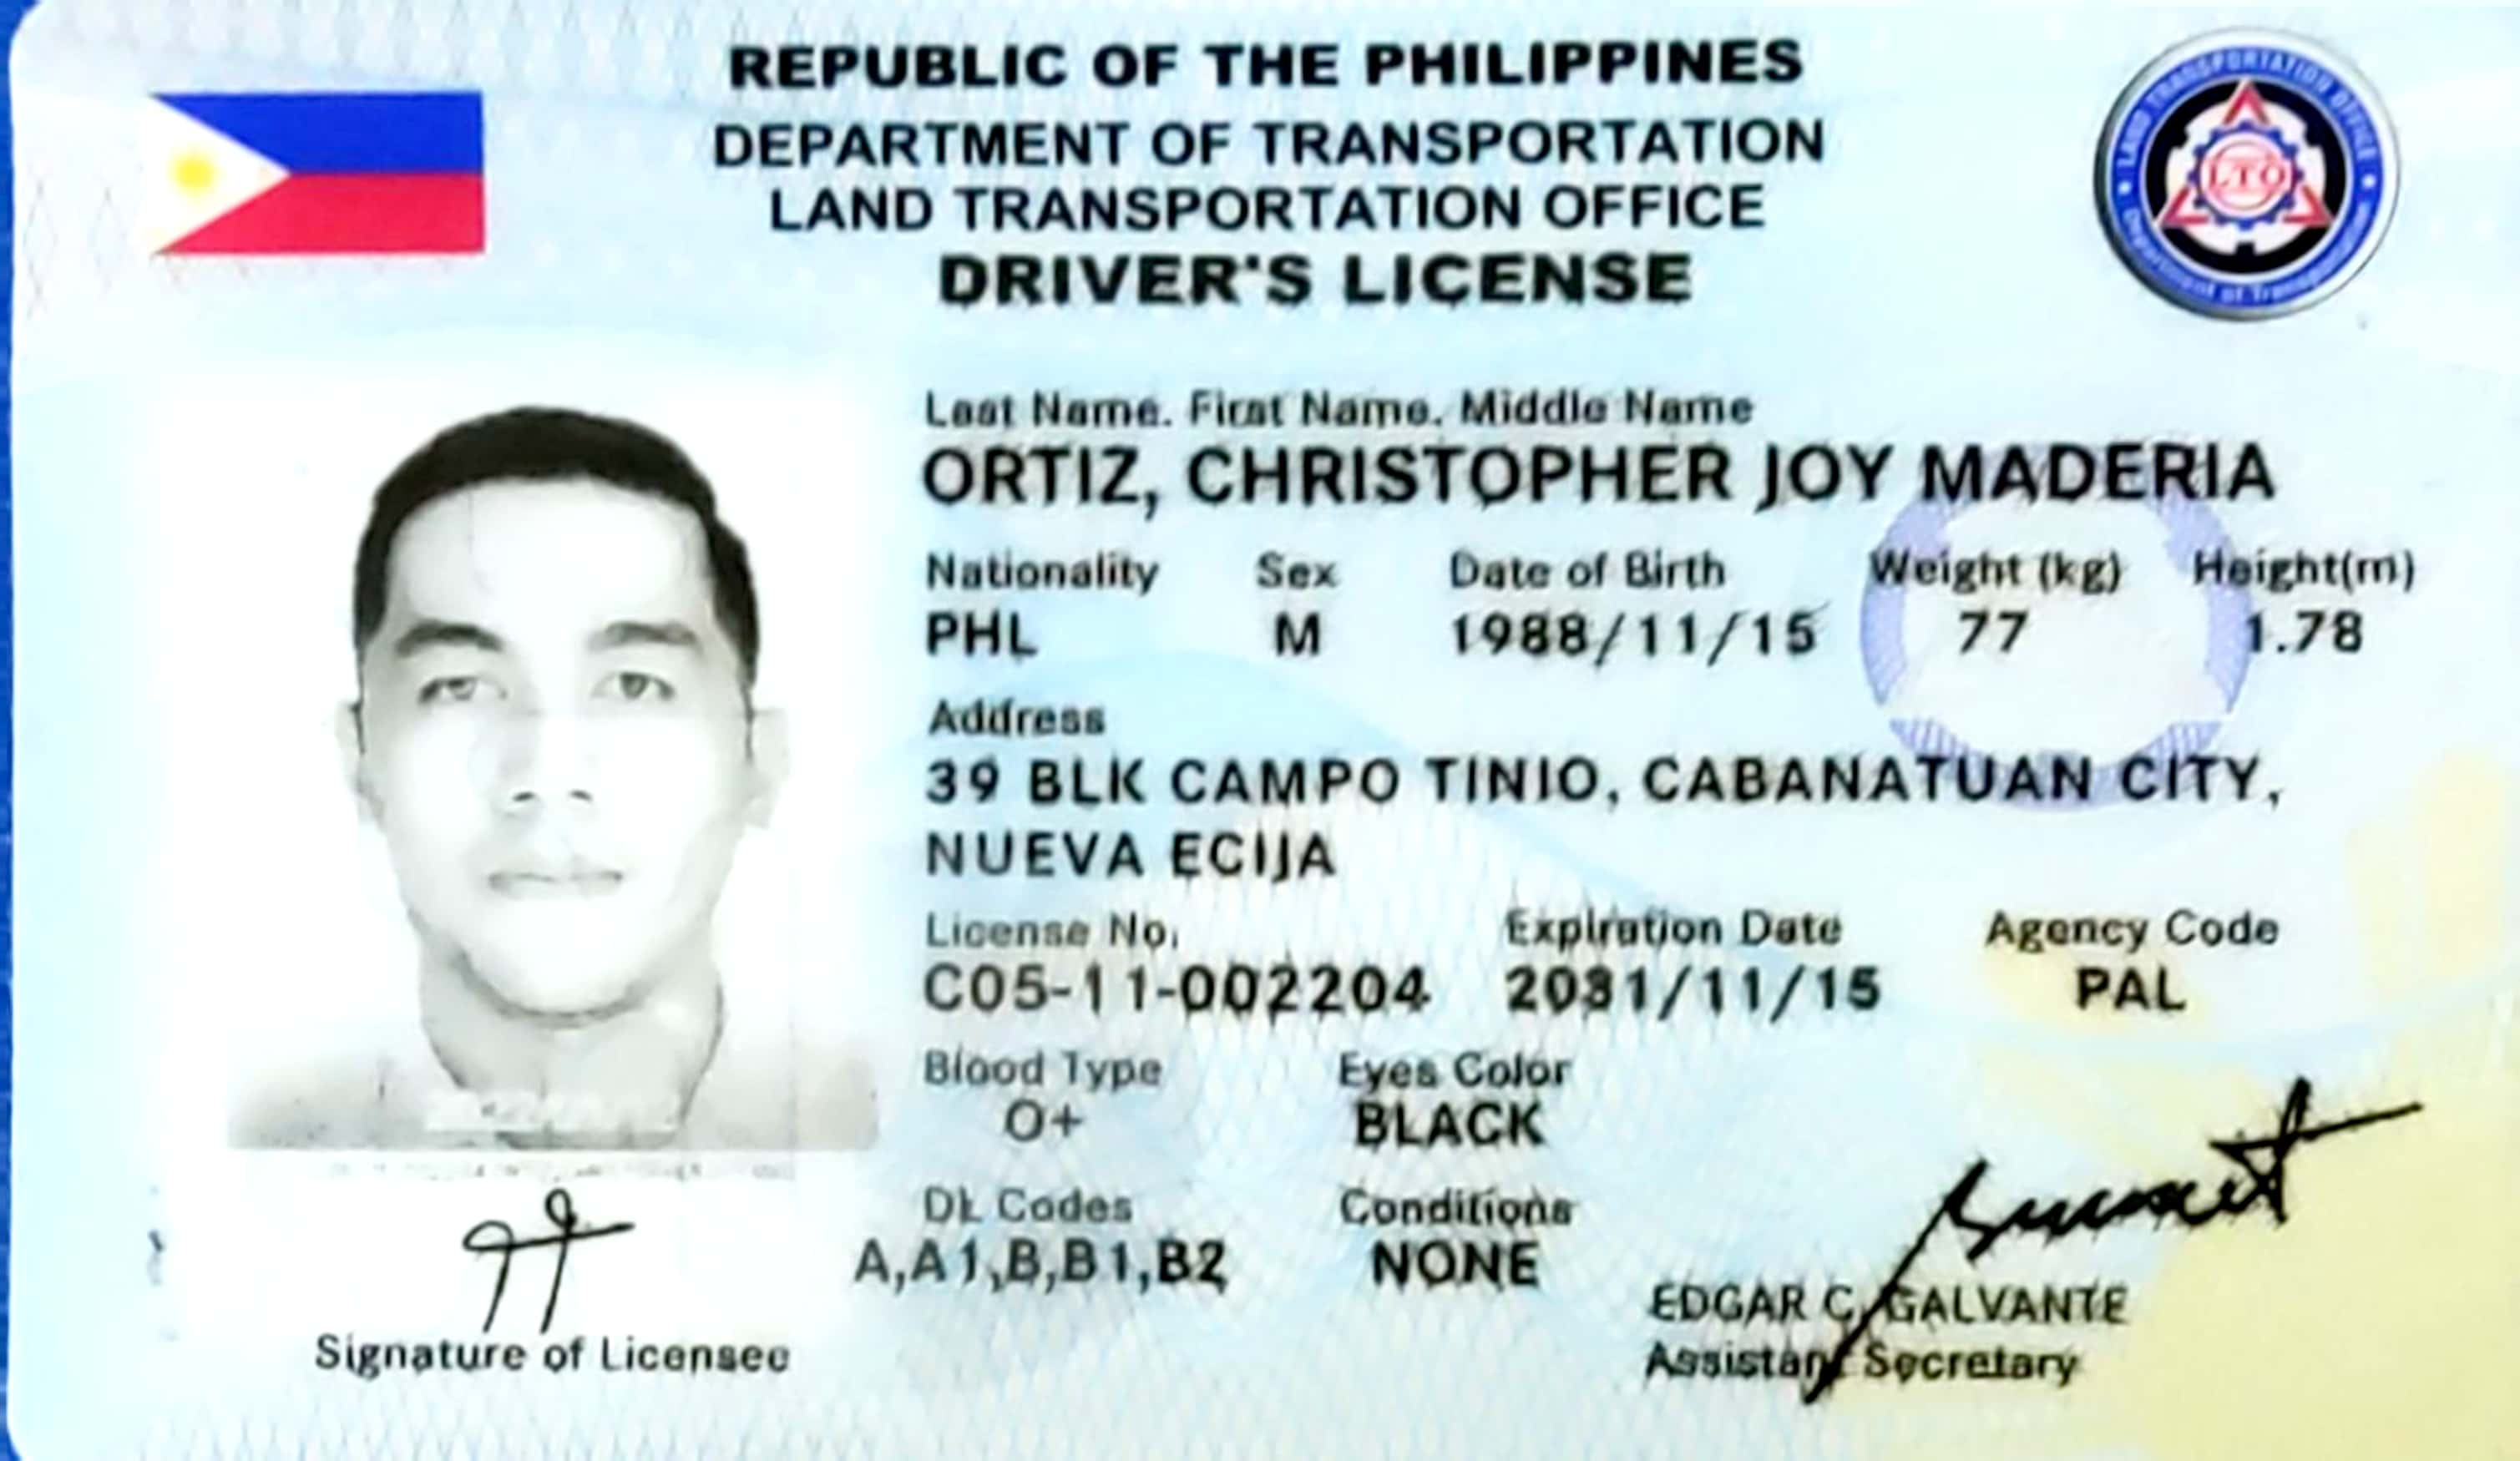 REPUBLIC OF THE PHILIPPINES
DEPARTMENT OF TRANSPORTATION
LAND TRANSPORTATION OFFICE
DRIVER'S LICENSE
LAND TRANSPORTATION OFFICE
LTO
Department of Transportation
Last Name. First Name. Middle Name
ORTIZ, CHRISTOPHER JOY MADERIA
Nationality Sex Date of Birth Weight (kg) Height(m)
PHL M 1988/11/15 77 1.78
Address
39 BLK CAMPO TINIO, CABANATUAN CITY,
NUEVA ECIJA
License No. Expiration Date Agency Code
C05-11-002204 2031/11/15 PAL
Blood Type Eyes Color
O+ BLACK
DL Codes Conditions
A,A1,B,B1,B2 NONE
EDGAR C. GALVANTE
Assistant Secretary
Signature of Licensee